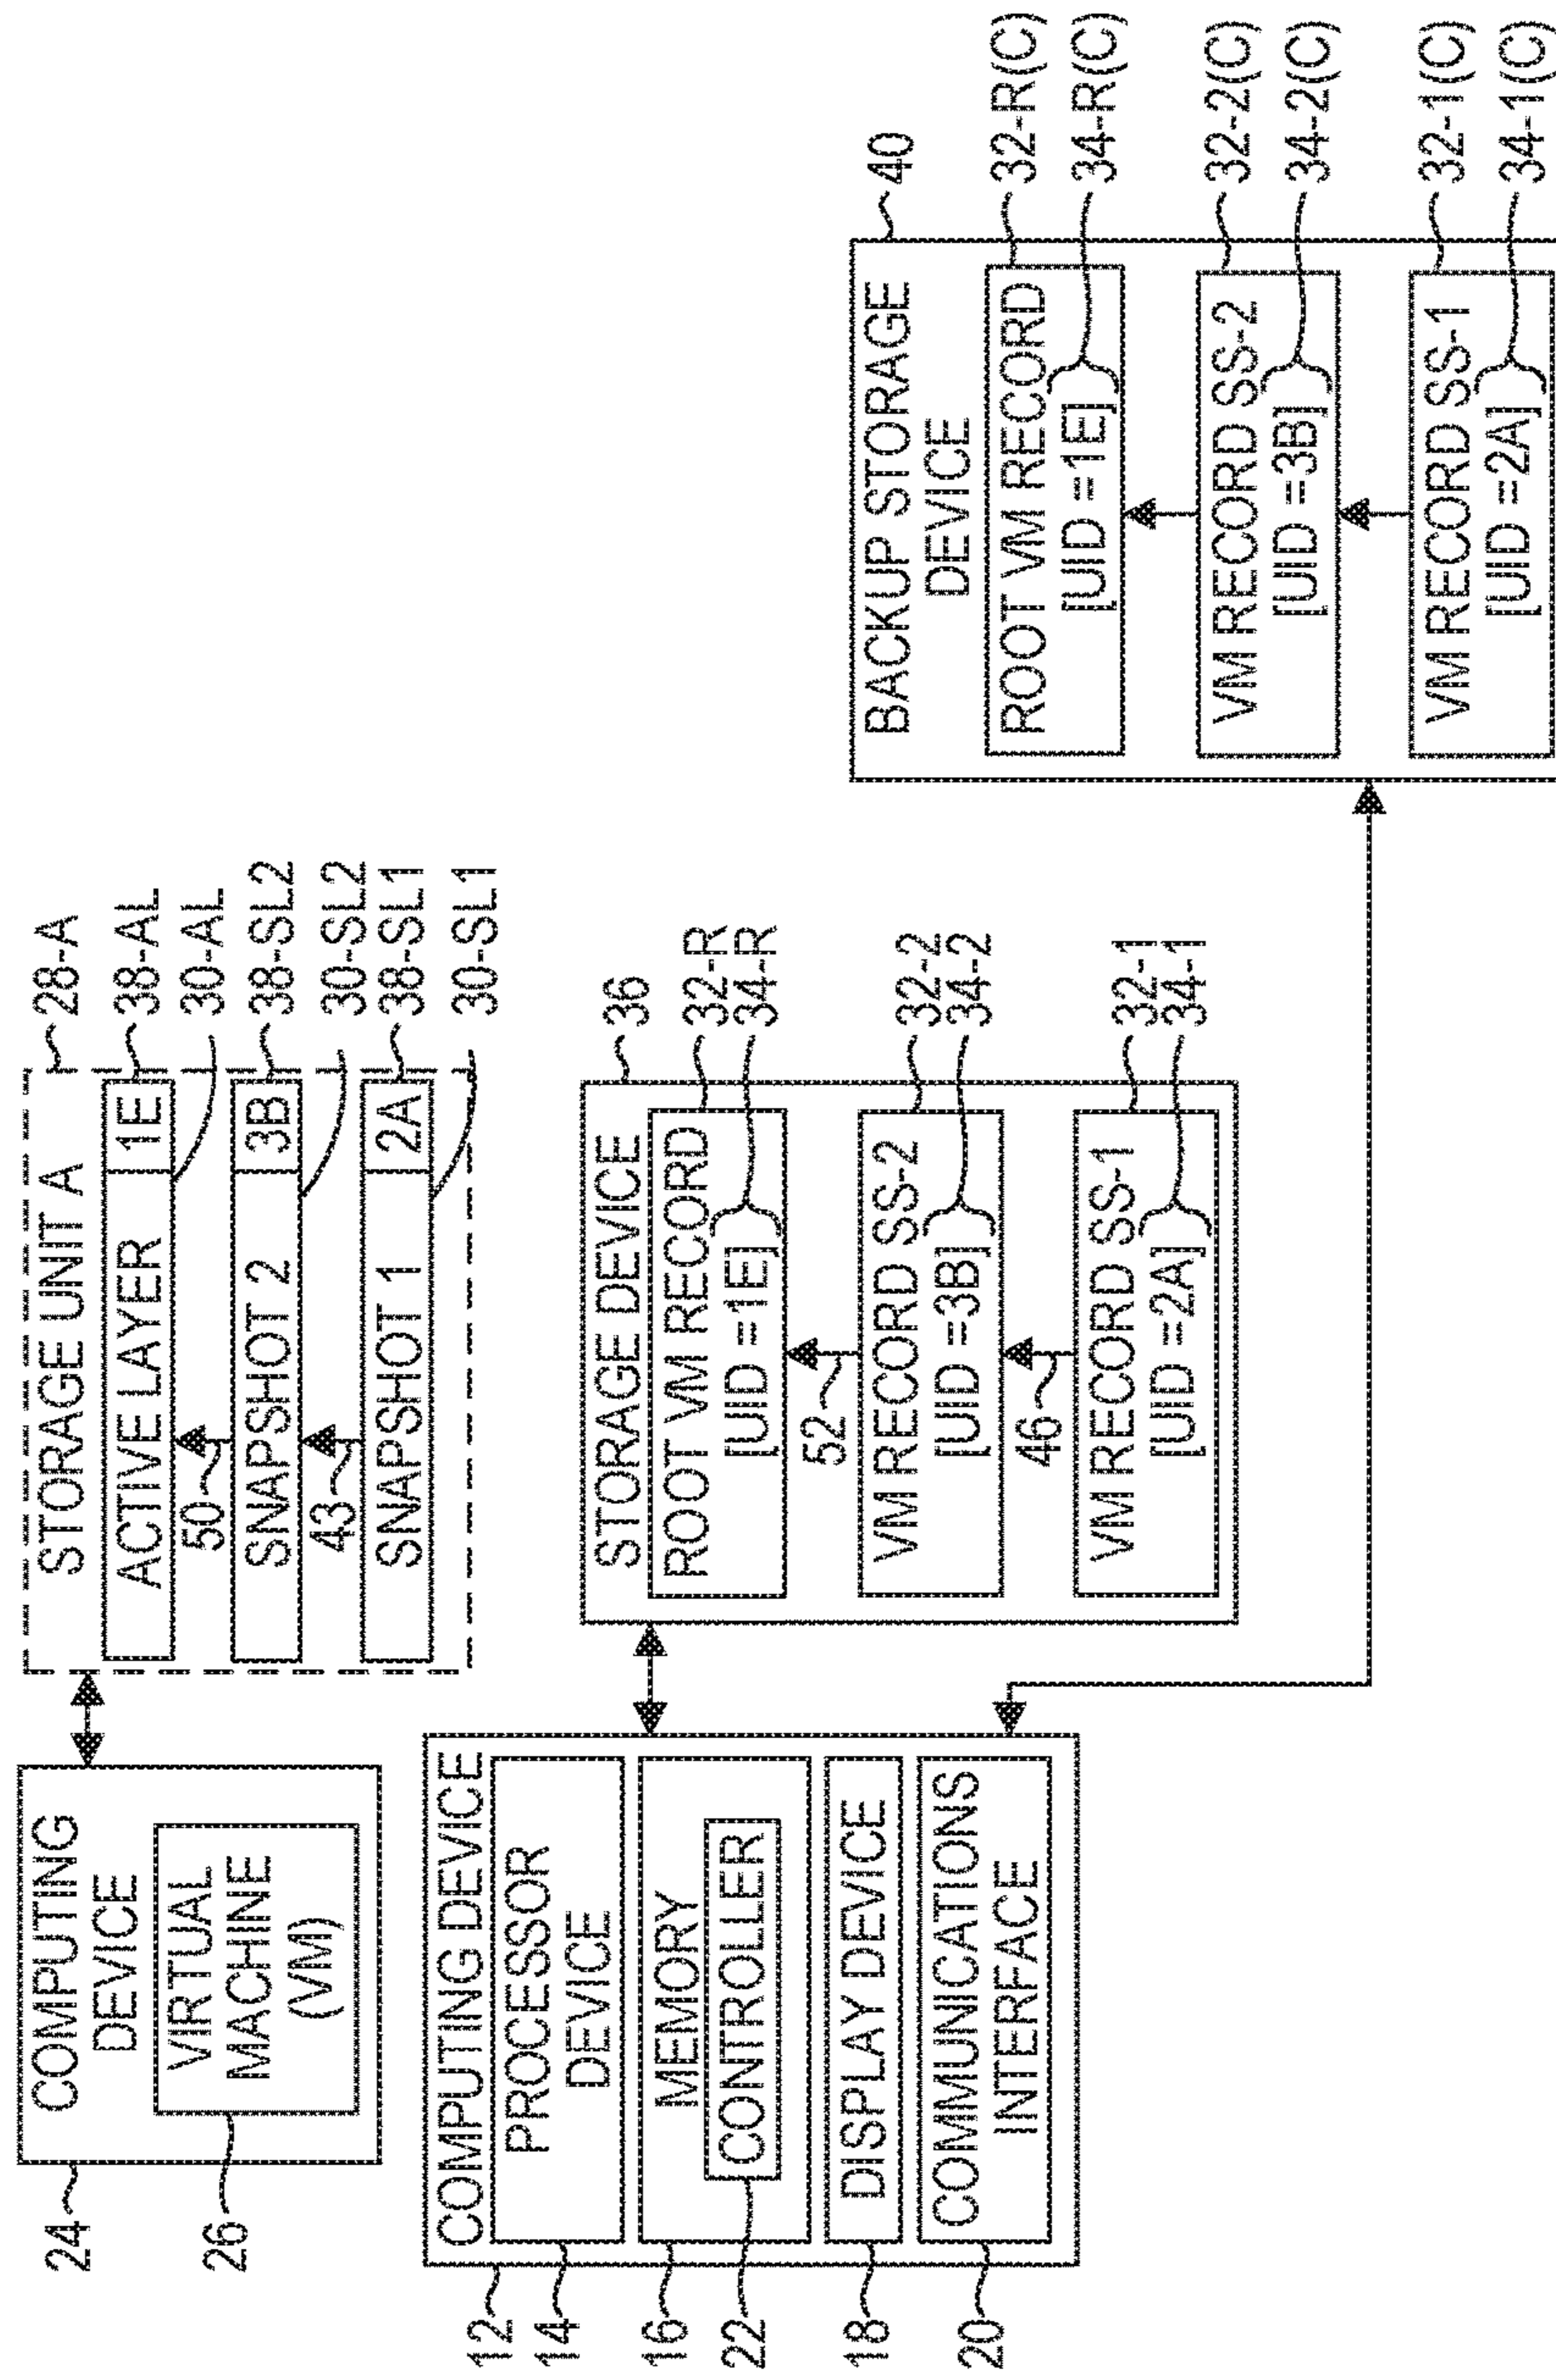 24
COMPUTING
DEVICE
26
VIRTUAL
MACHINE
(VM)
STORAGE UNIT A
28-A
ACTIVE LAYER
1E
38-AL
50
30-AL
SNAPSHOT 2
3B
38-SL2
43
30-SL2
SNAPSHOT 1
2A
38-SL1
30-SL1
12
COMPUTING DEVICE
14
PROCESSOR
DEVICE
16
MEMORY
22
CONTROLLER
18
DISPLAY DEVICE
20
COMMUNICATIONS
INTERFACE
STORAGE DEVICE
36
ROOT VM RECORD
32-R
[UID =1E]
34-R
52
VM RECORD SS-2
32-2
[UID =3B]
34-2
46
VM RECORD SS-1
32-1
[UID =2A]
34-1
BACKUP STORAGE
DEVICE
40
ROOT VM RECORD
32-R(C)
[UID =1E]
34-R(C)
VM RECORD SS-2
32-2(C)
[UID =3B]
34-2(C)
VM RECORD SS-1
32-1(C)
[UID =2A]
34-1(C)